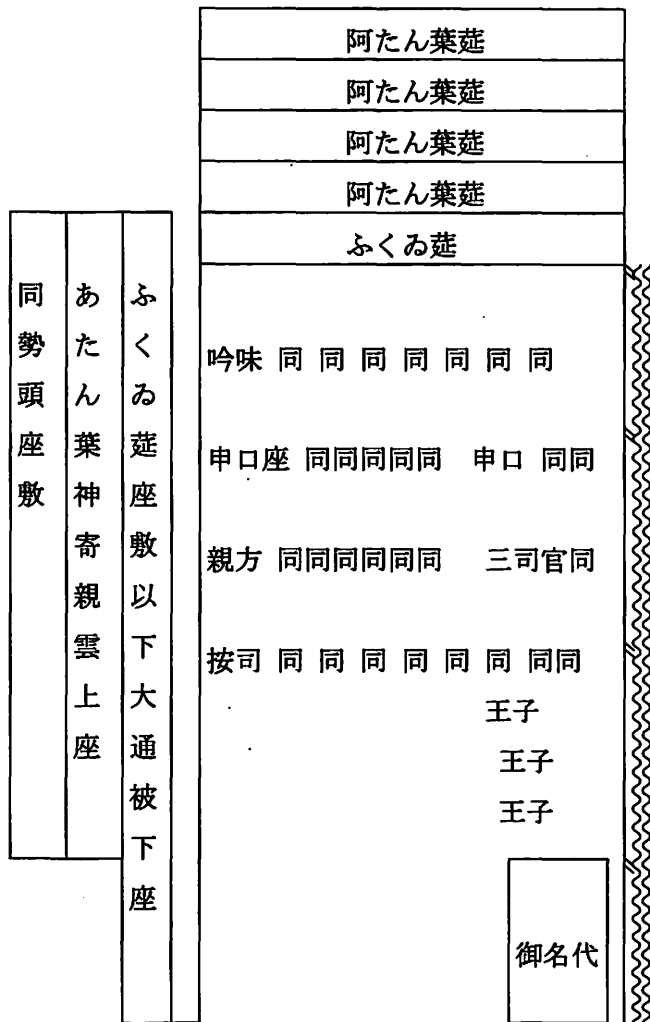 阿たん葉莚
阿たん葉莚
阿たん葉莚
阿たん葉莚
ふくゐ莚
吟味 同 同 同 同 同 同 同
申口座 同同同同同 申口 同同
親方 同同同同同同 三司官同
按司 同 同 同 同 同 同 同同
王子
王子
王子
御名代
ふくゐ莚座敷以下大通被下座
あたん葉神寄親雲上座
同勢頭座敷